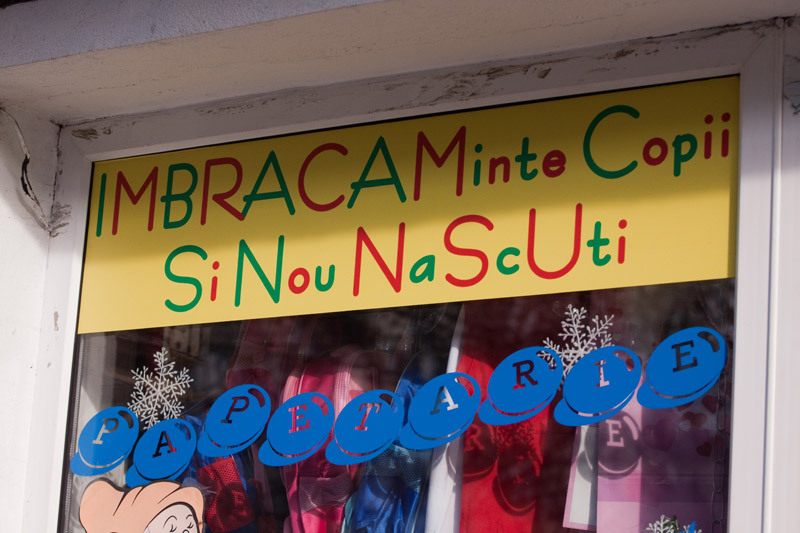 IMBRACAMinte Copii
Si Nou NaScUti
PAPETARIE